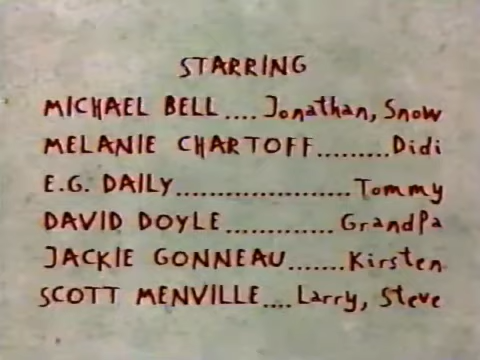 STARRING
MICHAEL BELL.... Jonathan, Snow
MELANIE CHARTOFF.........Didi
E.G. DAILY.....................Tommy
DAVID DOYLE.............GrandPa
JACKIE GONNEAU.......Kirsten
SCOTT MENVILLE.... Larry, Steve